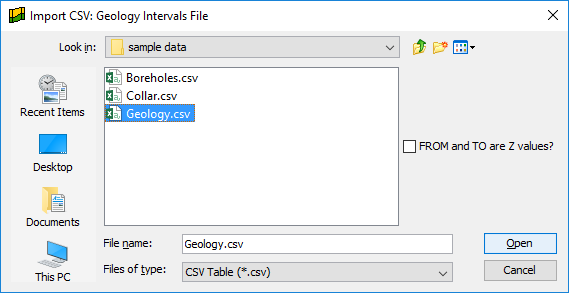 Import CSV: Geology Intervals File
Look in: sample data
Recent Items
Desktop
Documents
This PC
Boreholes.csv
Collar.csv
Geology.csv
FROM and TO are Z values?
File name: Geology.csv
Open
Files of type: CSV Table (*.csv)
Cancel